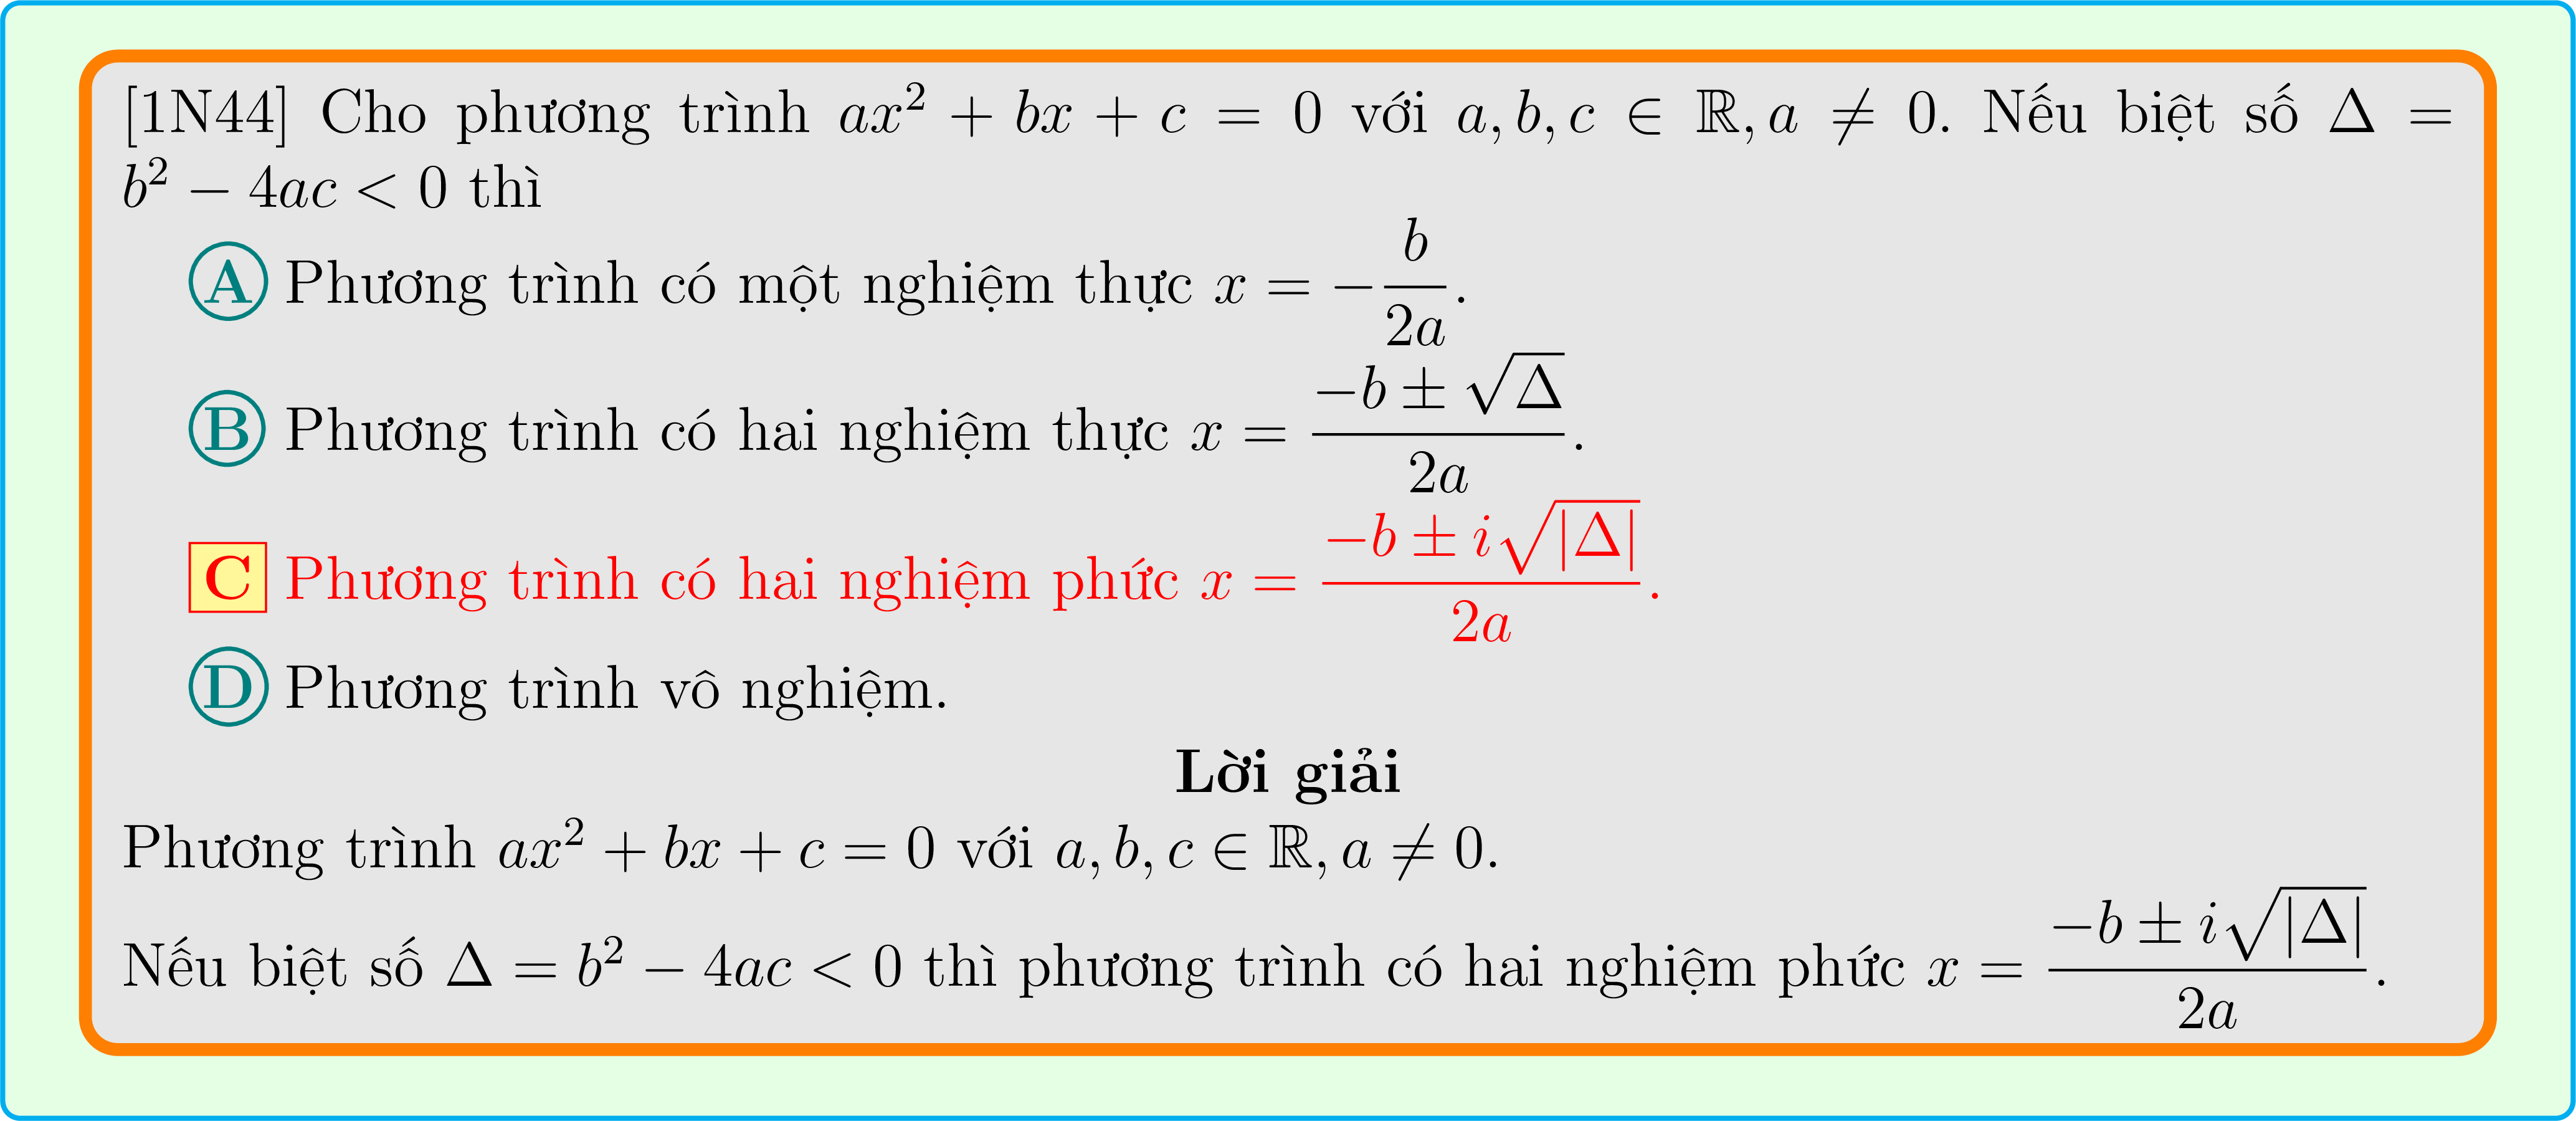 [1N44] Cho phương trình $ax^2 + bx + c = 0$ với $a, b, c \in \mathbb{R}, a \neq 0$. Nếu biệt số $\Delta =$
$b^2 - 4ac < 0$ thì
A Phương trình có một nghiệm thực $x = -\dfrac{b}{2a}$.
B Phương trình có hai nghiệm thực $x = \dfrac{-b \pm \sqrt{\Delta}}{2a}$.
C Phương trình có hai nghiệm phức $x = \dfrac{-b \pm i\sqrt{|\Delta|}}{2a}$.
D Phương trình vô nghiệm.
Lời giải
Phương trình $ax^2 + bx + c = 0$ với $a, b, c \in \mathbb{R}, a \neq 0$.
Nếu biệt số $\Delta = b^2 - 4ac < 0$ thì phương trình có hai nghiệm phức $x = \dfrac{-b \pm i\sqrt{|\Delta|}}{2a}$.